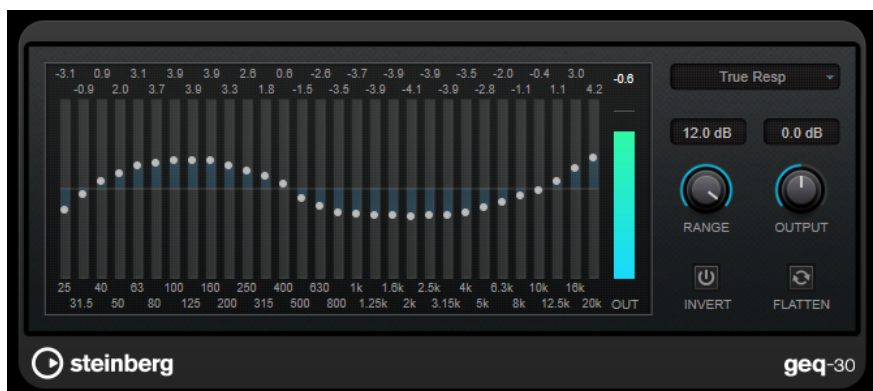 -3.1 0.9 3.1 3.9 3.9 2.6 0.6 -2.6 -3.7 -3.9 -3.9 -3.5 -2.0 -0.4 3.0 -0.6
-0.9 2.0 3.7 3.9 3.3 1.8 -1.5 -3.5 -3.9 -4.1 -3.9 -2.8 -1.1 1.1 4.2
True Resp
12.0 dB 0.0 dB
RANGE OUTPUT
25 40 63 100 160 250 400 630 1k 1.6k 2.5k 4k 6.3k 10k 16k
31.5 50 80 125 200 315 500 800 1.25k 2k 3.15k 5k 8k 12.5k 20k OUT
INVERT FLATTEN
steinberg geq-30